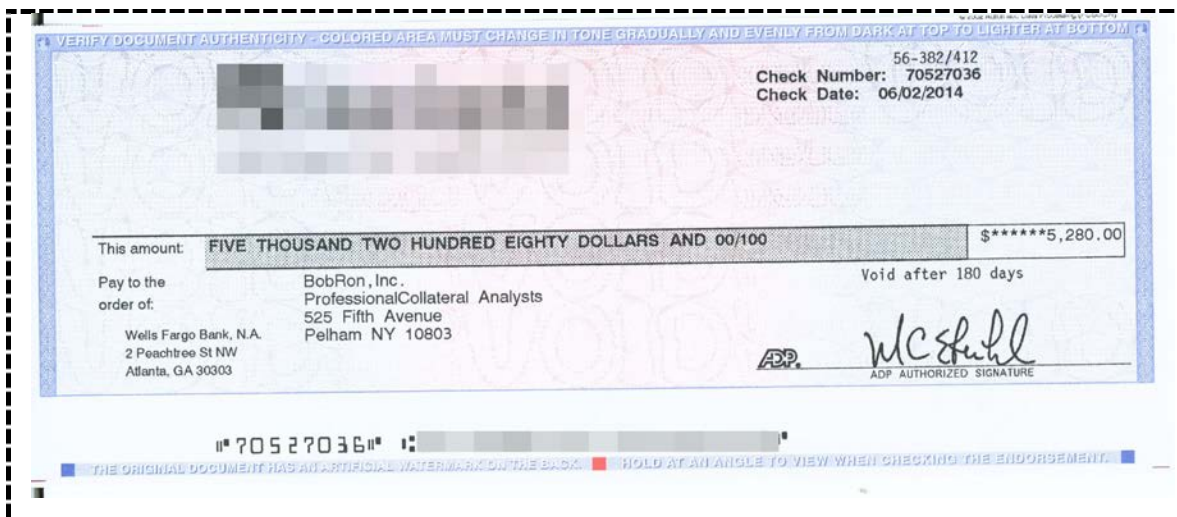 VERIFY DOCUMENT AUTHENTICITY - COLORED AREA MUST CHANGE IN TONE GRADUALLY AND EVENLY FROM DARK AT TOP TO LIGHTER AT BOTTOM
56-382/412
Check Number: 70527036
Check Date: 06/02/2014
This amount: FIVE THOUSAND TWO HUNDRED EIGHTY DOLLARS AND 00/100 $******5,280.00
Pay to the
order of:
BobRon,Inc.
ProfessionalCollateral Analysts
525 Fifth Avenue
Pelham NY 10803
Void after 180 days
Wells Fargo Bank, N.A.
2 Peachtree St NW
Atlanta, GA 30303
ADP.
ADP AUTHORIZED SIGNATURE
⑈70527036⑈ ⑆
THE ORIGINAL DOCUMENT HAS AN ARTIFICIAL WATERMARK ON THE BACK. HOLD AT AN ANGLE TO VIEW WHEN CHECKING THE ENDORSEMENT.